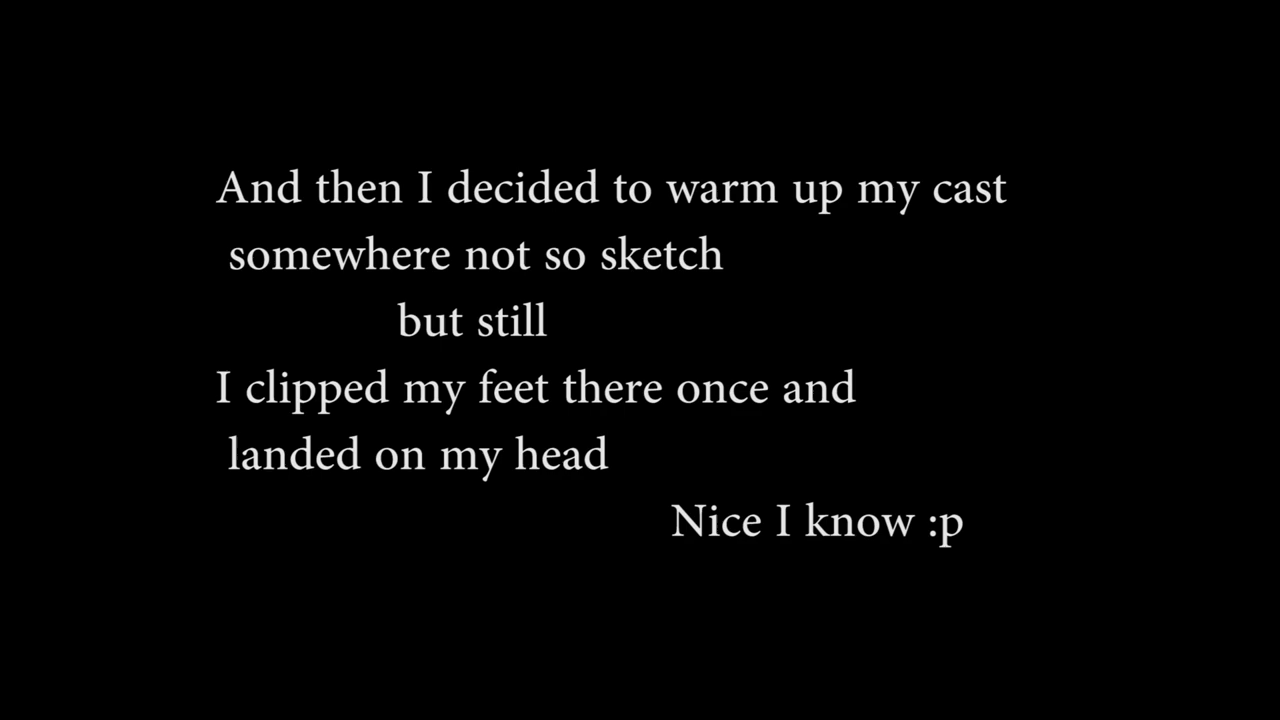 And then I decided to warm up my cast
somewhere not so sketch
but still
I clipped my feet there once and
landed on my head
Nice I know :p